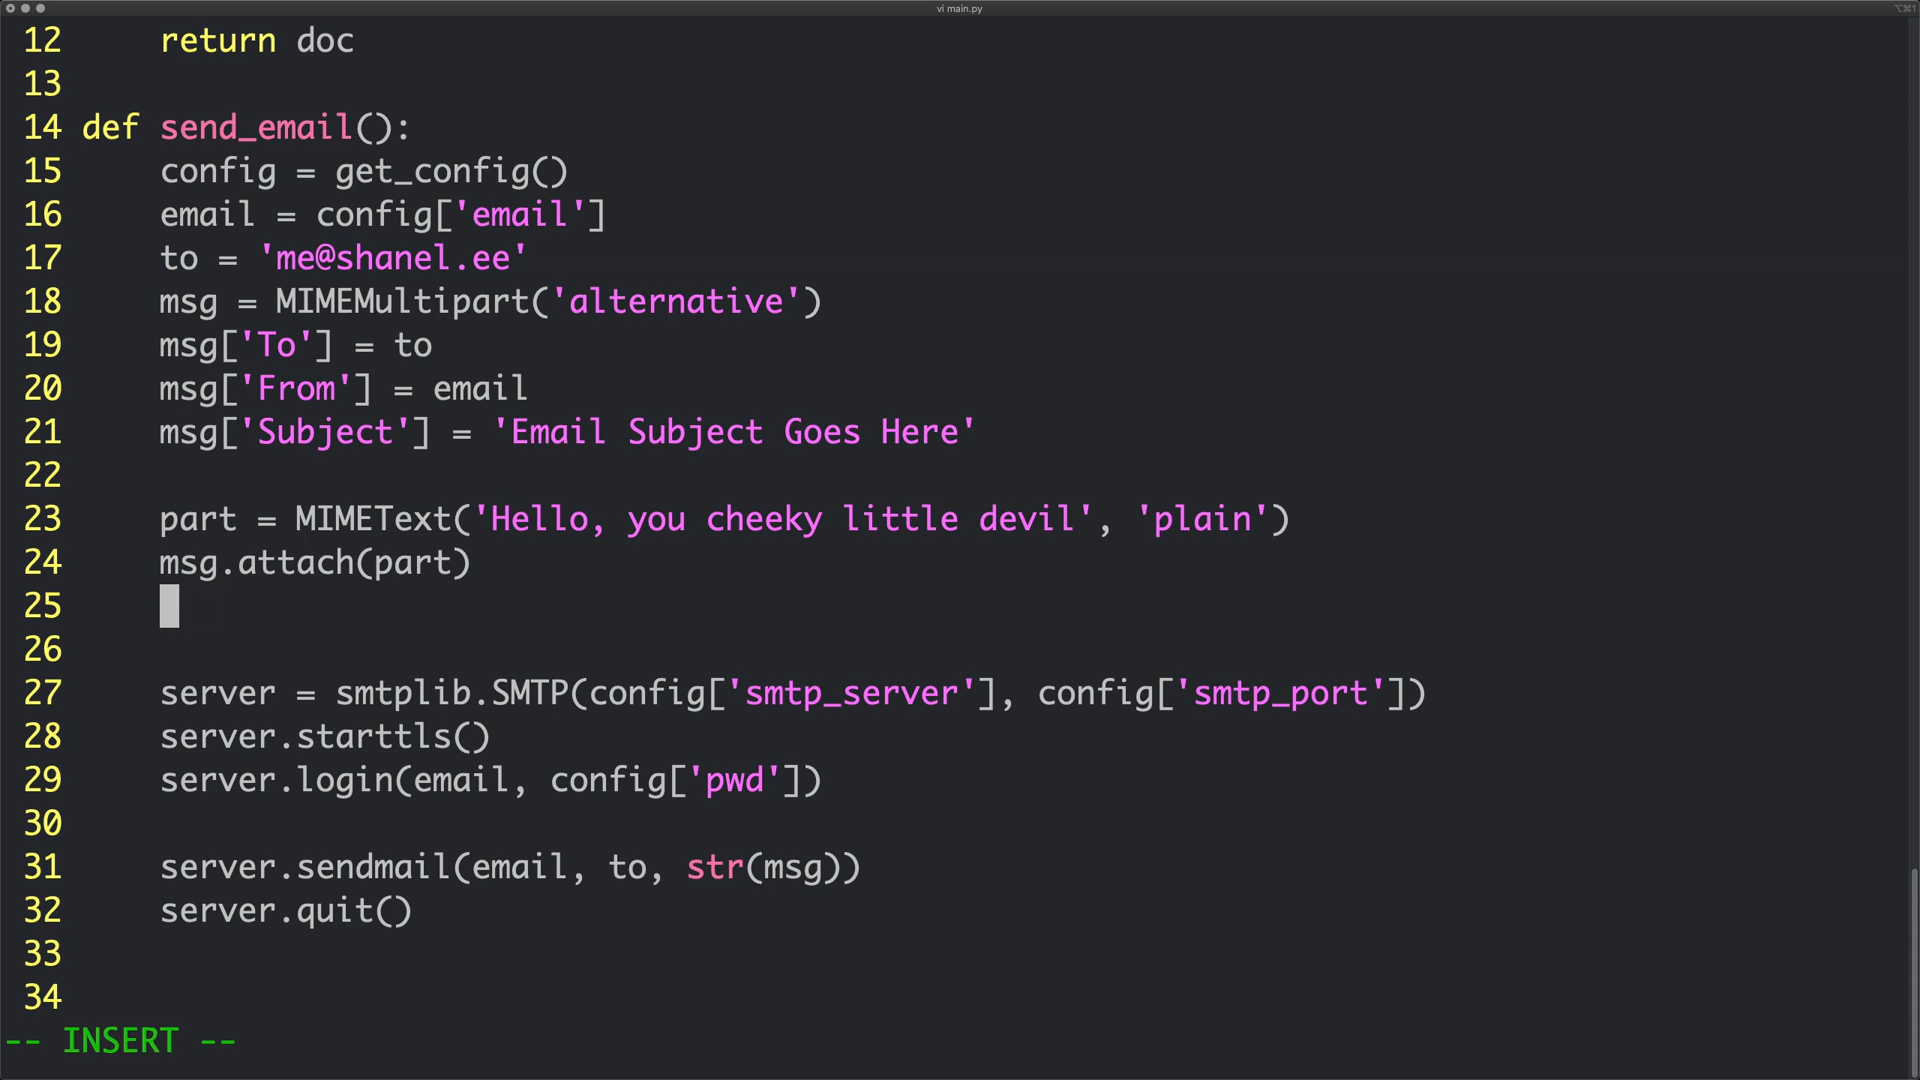 vi main.py
⌥⌘1
12     return doc
13
14 def send_email():
15     config = get_config()
16     email = config['email']
17     to = 'me@shanel.ee'
18     msg = MIMEMultipart('alternative')
19     msg['To'] = to
20     msg['From'] = email
21     msg['Subject'] = 'Email Subject Goes Here'
22
23     part = MIMEText('Hello, you cheeky little devil', 'plain')
24     msg.attach(part)
25
26
27     server = smtplib.SMTP(config['smtp_server'], config['smtp_port'])
28     server.starttls()
29     server.login(email, config['pwd'])
30
31     server.sendmail(email, to, str(msg))
32     server.quit()
33
34
-- INSERT --